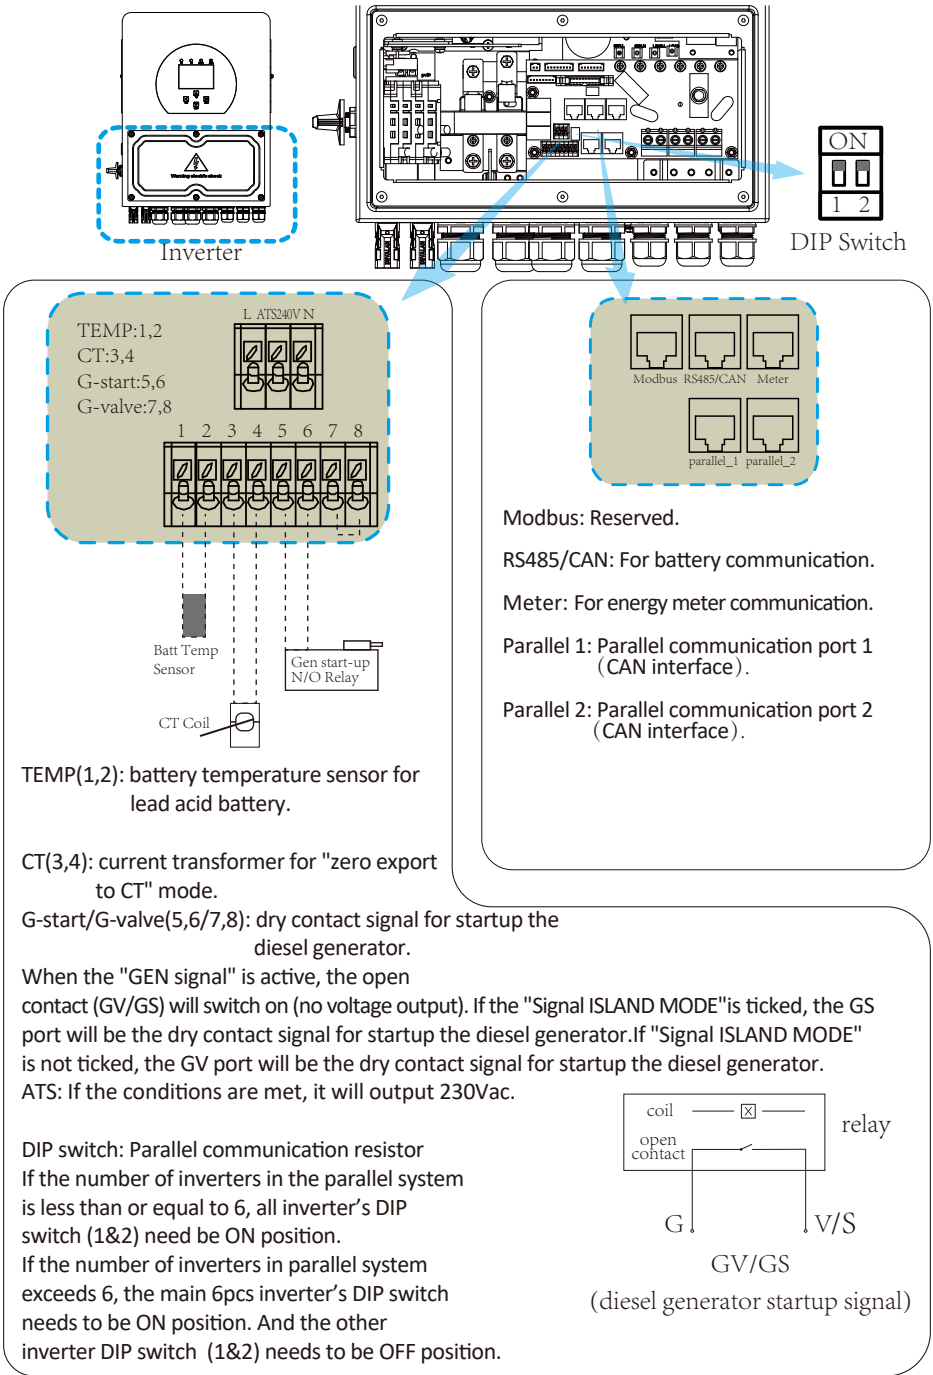 Warning electric shock
Inverter
ON
1 2
DIP Switch
TEMP:1,2
CT:3,4
G-start:5,6
G-valve:7,8
L ATS240V N
1 2 3 4 5 6 7 8
Batt Temp
Sensor
Gen start-up
N/O Relay
CT Coil
Modbus RS485/CAN Meter
parallel_1 parallel_2
Modbus: Reserved.
RS485/CAN: For battery communication.
Meter: For energy meter communication.
Parallel 1: Parallel communication port 1
(CAN interface).
Parallel 2: Parallel communication port 2
(CAN interface).
TEMP(1,2): battery temperature sensor for
lead acid battery.
CT(3,4): current transformer for "zero export
to CT" mode.
G-start/G-valve(5,6/7,8): dry contact signal for startup the
diesel generator.
When the "GEN signal" is active, the open
contact (GV/GS) will switch on (no voltage output). If the "Signal ISLAND MODE"is ticked, the GS
port will be the dry contact signal for startup the diesel generator.If "Signal ISLAND MODE"
is not ticked, the GV port will be the dry contact signal for startup the diesel generator.
ATS: If the conditions are met, it will output 230Vac.
DIP switch: Parallel communication resistor
If the number of inverters in the parallel system
is less than or equal to 6, all inverter’s DIP
switch (1&2) need be ON position.
If the number of inverters in parallel system
exceeds 6, the main 6pcs inverter’s DIP switch
needs to be ON position. And the other
inverter DIP switch (1&2) needs to be OFF position.
coil
relay
open
contact
G V/S
GV/GS
(diesel generator startup signal)